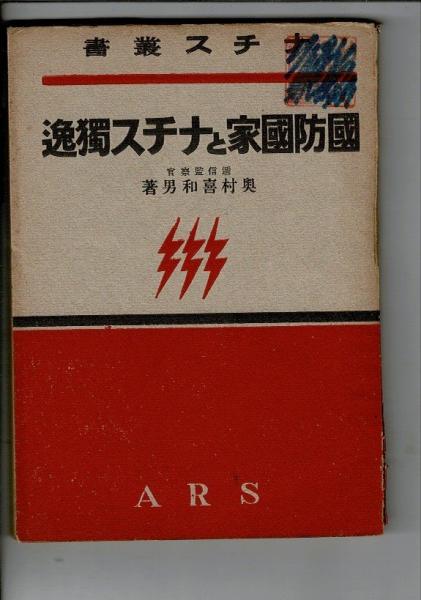 ナチス叢書
國防國家とナチス獨逸
遞信監察官
奥村喜和男著
ARS